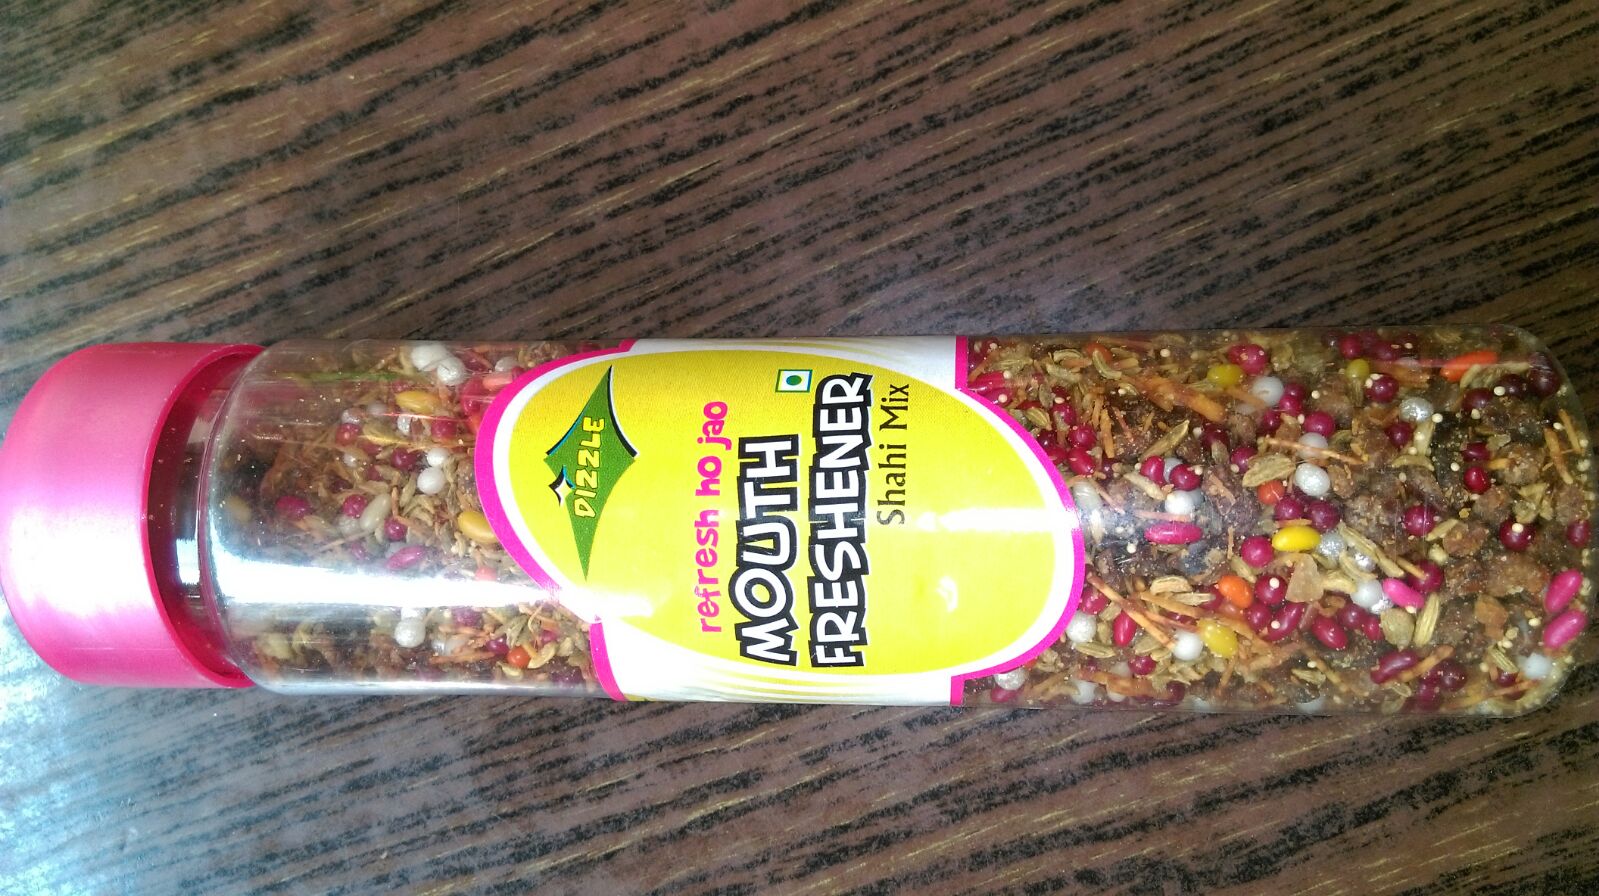 DIZZLE
refresh ho jao
MOUTH
FRESHENER
Shahi Mix